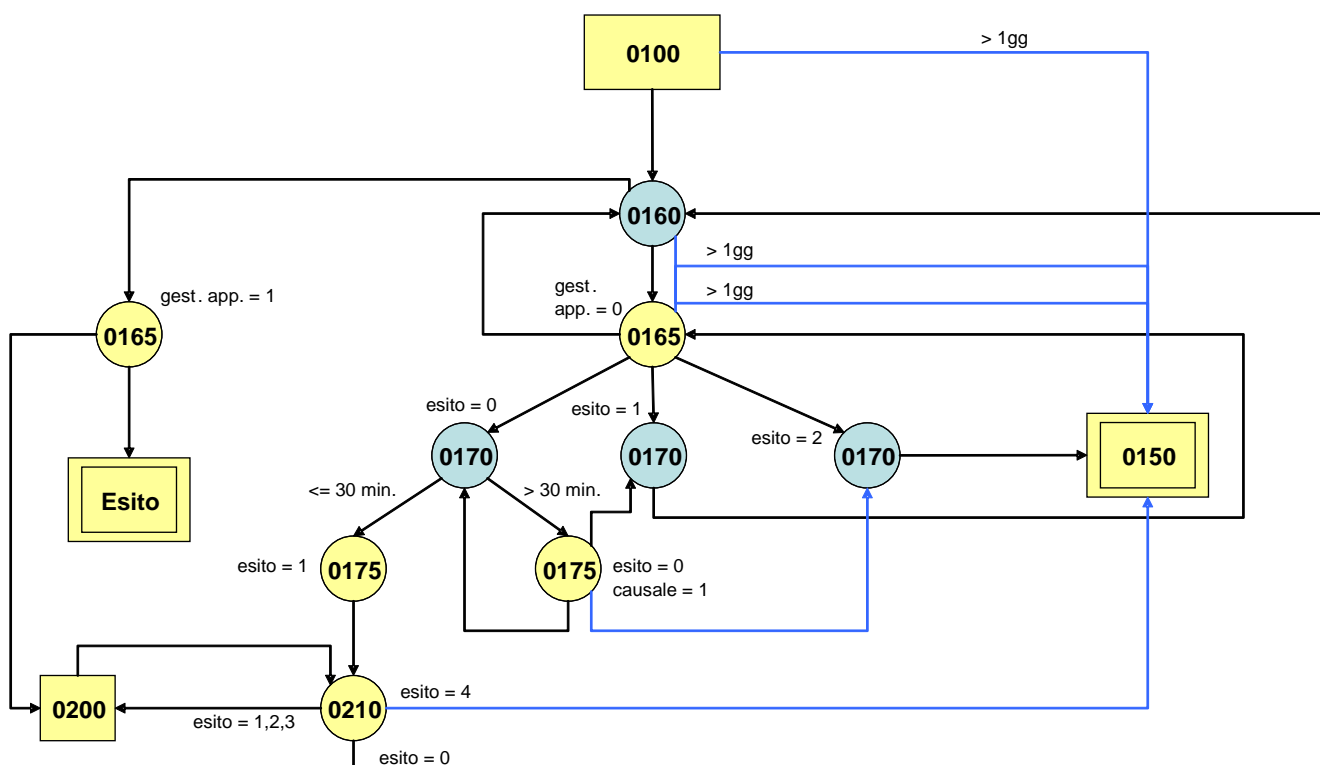 0100
> 1gg
0160
> 1gg
gest. app. = 1
gest.
app. = 0
> 1gg
0165
0165
esito = 0
esito = 1
esito = 2
0170
0170
0170
0150
Esito
<= 30 min.
> 30 min.
esito = 1
0175
0175
esito = 0
causale = 1
0200
esito = 1,2,3
0210
esito = 4
esito = 0